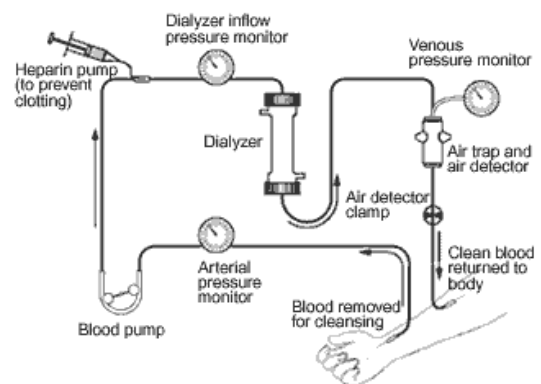 Dialyzer inflow
pressure monitor
Venous
pressure monitor
Heparin pump
(to prevent
clotting)
Dialyzer
Air trap and
air detector
Air detector
clamp
Arterial
pressure
monitor
Clean blood
returned to
body
Blood removed
for cleansing
Blood pump